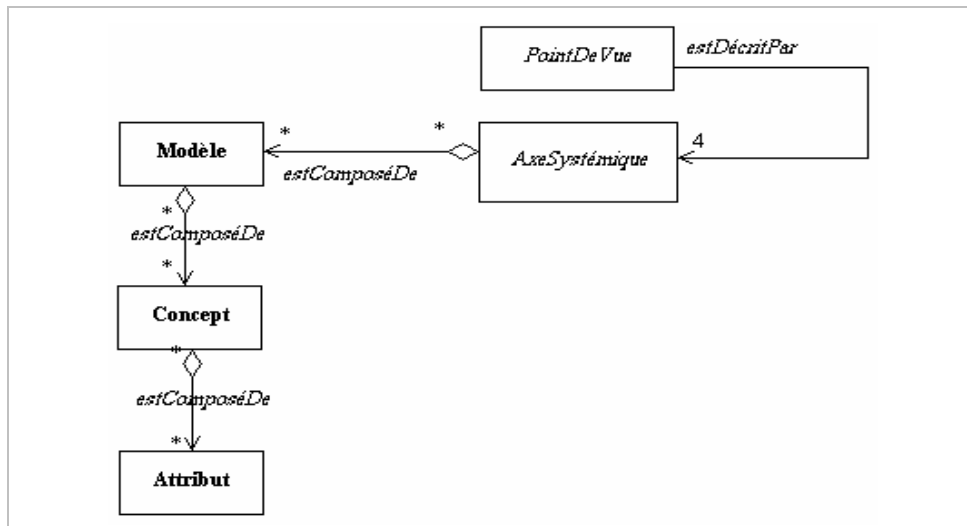 PointDeVue
estDécritPar
4
*
*
Modèle
AxeSystémique
estComposéDe
*
estComposéDe
*
Concept
*
estComposéDe
*
Attribut